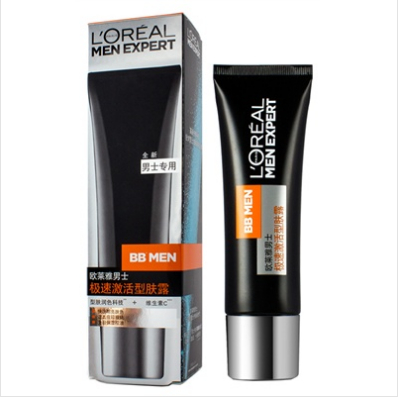 L'ORÉAL
MEN EXPERT
全新
男士专用
BB MEN
欧莱雅男士
极速激活型肤露
型肤润色科技 + 维生素C
L'ORÉAL
MEN EXPERT
BB MEN
欧莱雅男士
极速激活型肤露